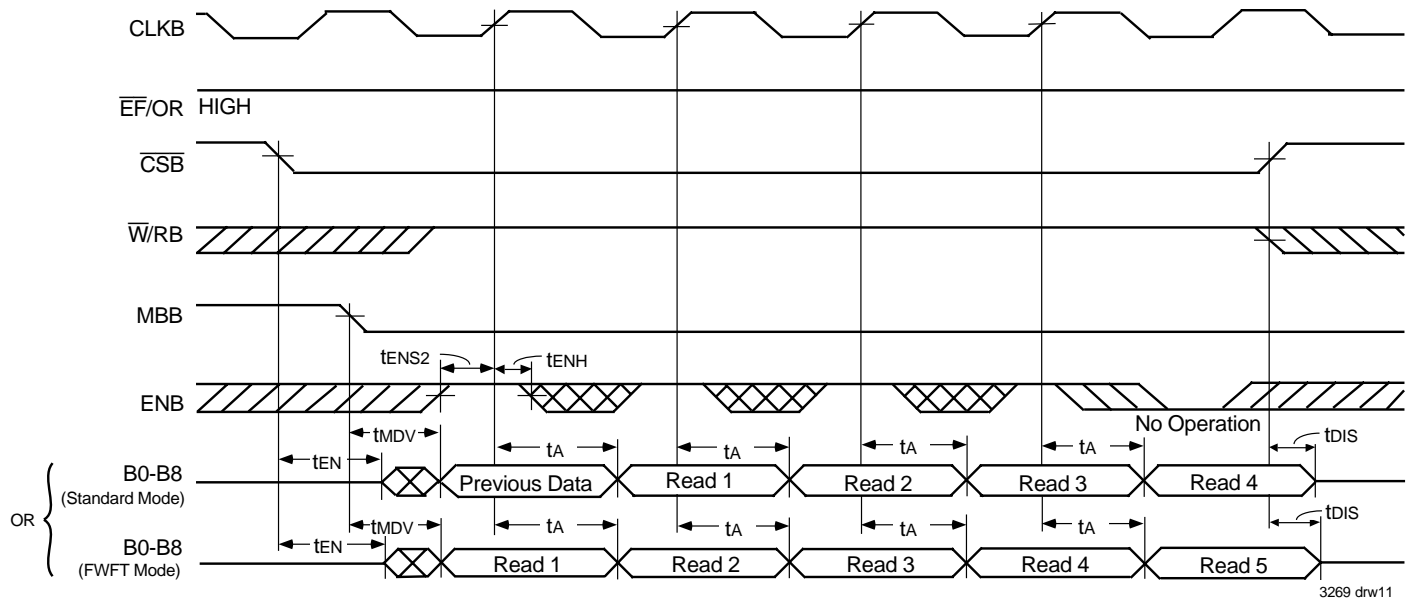 CLKB
EF/OR HIGH
CSB
W/RB
MBB
tENS2 tENH
ENB
No Operation
tMDV tA tA tA tA tDIS
tEN
B0-B8
(Standard Mode)
Previous Data Read 1 Read 2 Read 3 Read 4
OR
tMDV tA tA tA tA tDIS
tEN
B0-B8
(FWFT Mode)
Read 1 Read 2 Read 3 Read 4 Read 5
3269 drw11